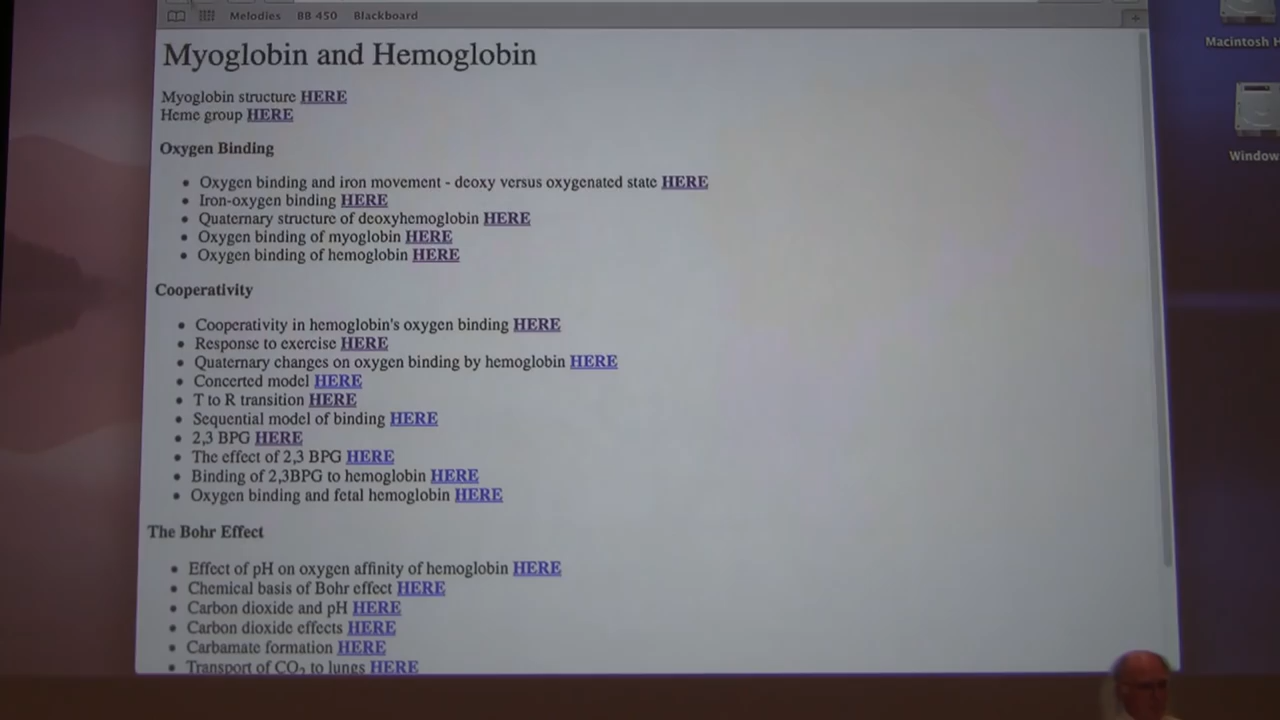 Melodies BB 450 Blackboard
Macintosh H
Myoglobin and Hemoglobin
Myoglobin structure HERE
Heme group HERE
Window
Oxygen Binding
• Oxygen binding and iron movement - deoxy versus oxygenated state HERE
• Iron-oxygen binding HERE
• Quaternary structure of deoxyhemoglobin HERE
• Oxygen binding of myoglobin HERE
• Oxygen binding of hemoglobin HERE
Cooperativity
• Cooperativity in hemoglobin's oxygen binding HERE
• Response to exercise HERE
• Quaternary changes on oxygen binding by hemoglobin HERE
• Concerted model HERE
• T to R transition HERE
• Sequential model of binding HERE
• 2,3 BPG HERE
• The effect of 2,3 BPG HERE
• Binding of 2,3BPG to hemoglobin HERE
• Oxygen binding and fetal hemoglobin HERE
The Bohr Effect
• Effect of pH on oxygen affinity of hemoglobin HERE
• Chemical basis of Bohr effect HERE
• Carbon dioxide and pH HERE
• Carbon dioxide effects HERE
• Carbamate formation HERE
• Transport of CO₂ to lungs HERE